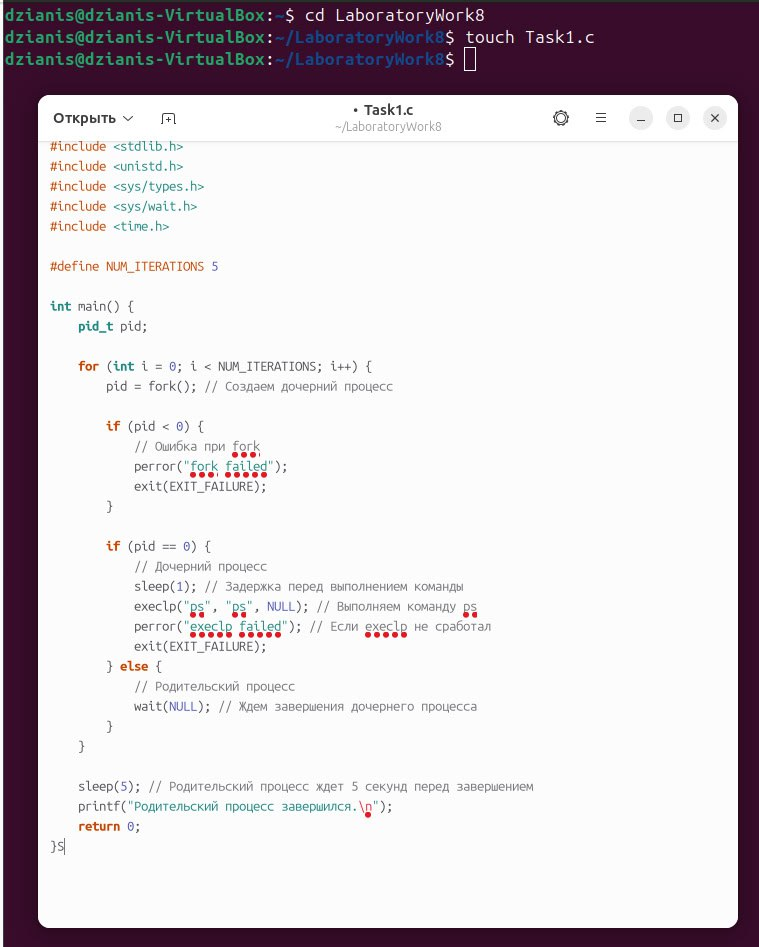 dzianis@dzianis-VirtualBox:~$ cd LaboratoryWork8
dzianis@dzianis-VirtualBox:~/LaboratoryWork8$ touch Task1.c
dzianis@dzianis-VirtualBox:~/LaboratoryWork8$
Открыть
• Task1.c
~/LaboratoryWork8
#include <stdlib.h>
#include <unistd.h>
#include <sys/types.h>
#include <sys/wait.h>
#include <time.h>

#define NUM_ITERATIONS 5

int main() {
    pid_t pid;

    for (int i = 0; i < NUM_ITERATIONS; i++) {
        pid = fork(); // Создаем дочерний процесс

        if (pid < 0) {
            // Ошибка при fork
            perror("fork failed");
            exit(EXIT_FAILURE);
        }

        if (pid == 0) {
            // Дочерний процесс
            sleep(1); // Задержка перед выполнением команды
            execlp("ps", "ps", NULL); // Выполняем команду ps
            perror("execlp failed"); // Если execlp не сработал
            exit(EXIT_FAILURE);
        } else {
            // Родительский процесс
            wait(NULL); // Ждем завершения дочернего процесса
        }
    }

    sleep(5); // Родительский процесс ждет 5 секунд перед завершением
    printf("Родительский процесс завершился.\n");
    return 0;
}S